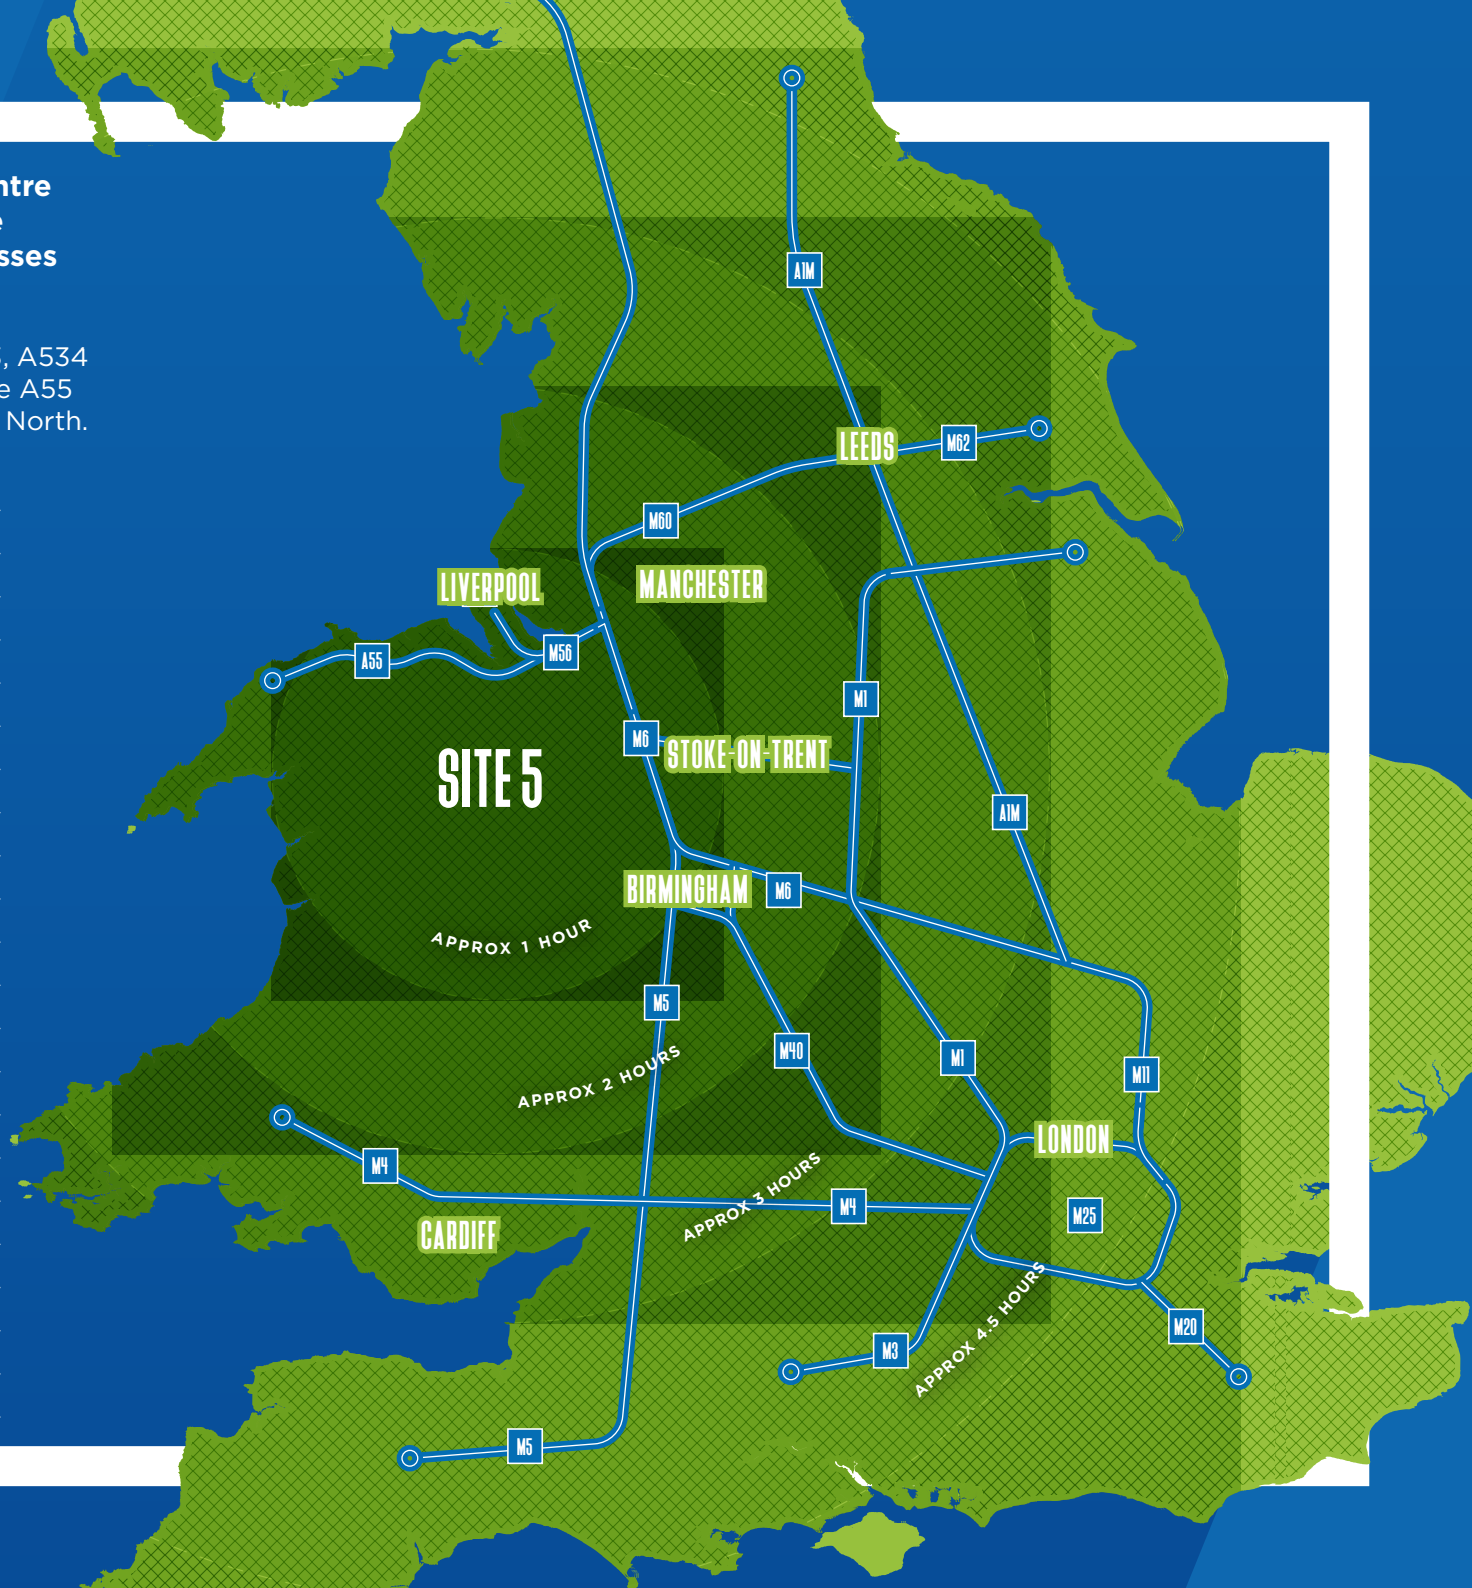 ntre
sses
, A534
e A55
North.
A1M
LEEDS
M62
M60
LIVERPOOL
MANCHESTER
A55
M56
M1
M6
STOKE-ON-TRENT
SITE 5
A1M
BIRMINGHAM
M6
APPROX 1 HOUR
M5
M40
M1
APPROX 2 HOURS
M11
LONDON
M4
APPROX 3 HOURS
M4
M25
CARDIFF
APPROX 4.5 HOURS
M20
M3
M5